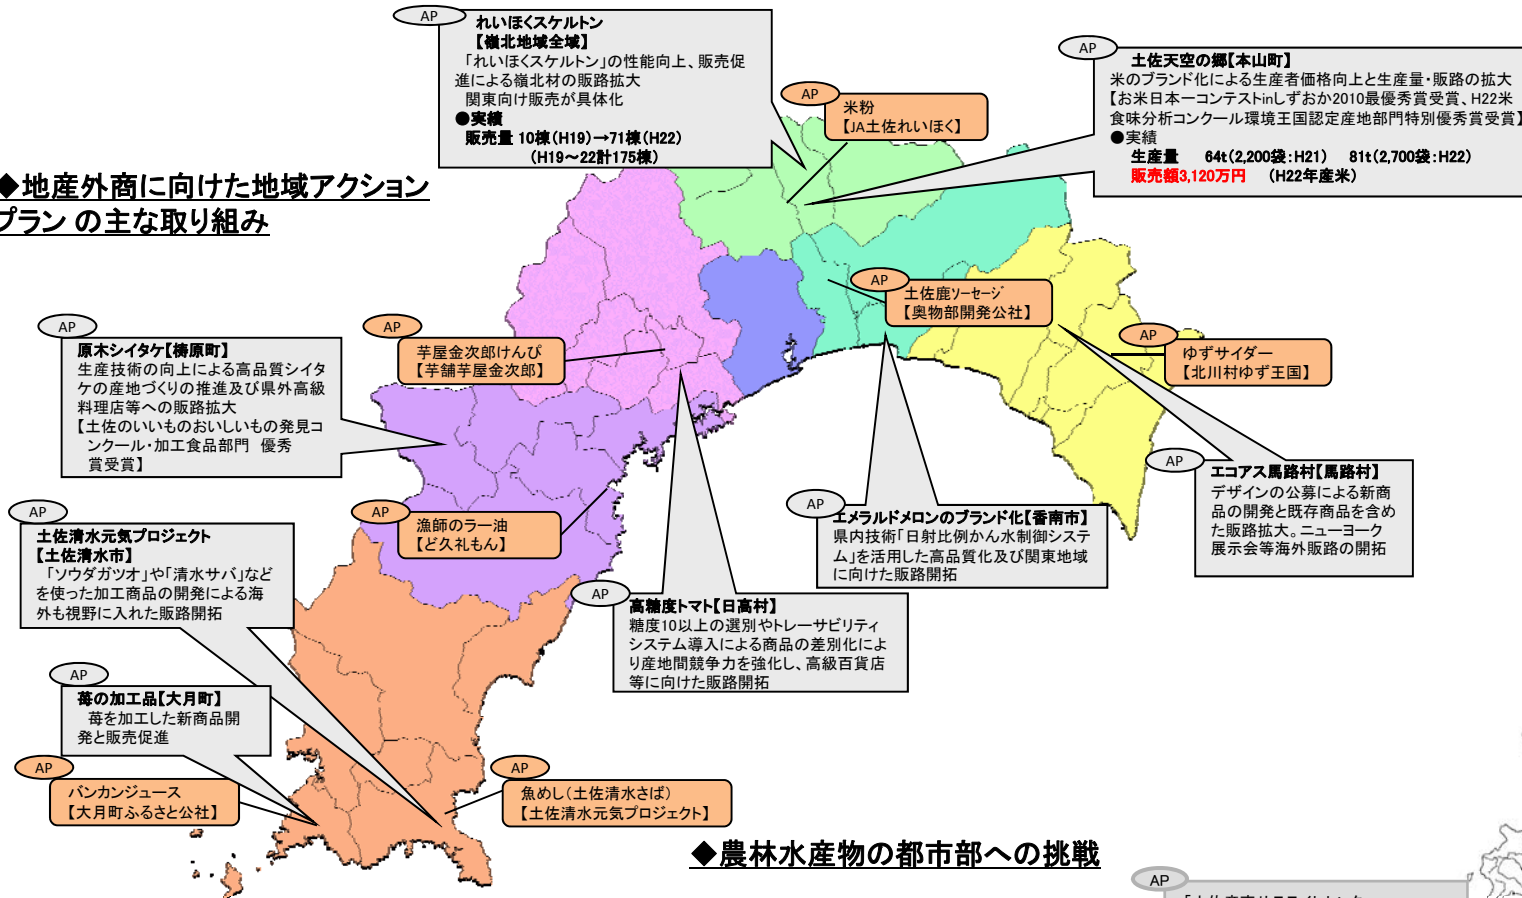 ◆地産外商に向けた地域アクション
プラン の主な取り組み
AP
れいほくスケルトン
【嶺北地域全域】
「れいほくスケルトン」の性能向上、販売促
進による嶺北材の販路拡大
関東向け販売が具体化
●実績
販売量 10棟(H19)→71棟(H22)
(H19～22計175棟)
AP
米粉
【JA土佐れいほく】
AP
土佐天空の郷【本山町】
米のブランド化による生産者価格向上と生産量・販路の拡大
【お米日本一コンテストinしずおか2010最優秀賞受賞、H22米
食味分析コンクール環境王国認定産地部門特別優秀賞受賞】
●実績
生産量 64t(2,200袋:H21) 81t(2,700袋:H22)
販売額3,120万円 (H22年産米)
AP
土佐鹿ソーセージ
【奥物部開発公社】
AP
ゆずサイダー
【北川村ゆず王国】
AP
原木シイタケ【梼原町】
生産技術の向上による高品質シイタ
ケの産地づくりの推進及び県外高級
料理店等への販路拡大
【土佐のいいものおいしいもの発見コ
ンクール・加工食品部門 優秀
賞受賞】
AP
芋屋金次郎けんぴ
【芋舗芋屋金次郎】
AP
エコアス馬路村【馬路村】
デザインの公募による新商
品の開発と既存商品を含め
た販路拡大。ニューヨーク
展示会等海外販路の開拓
AP
エメラルドメロンのブランド化【香南市】
県内技術「日射比例かん水制御システ
ム」を活用した高品質化及び関東地域
に向けた販路開拓
AP
漁師のラー油
【ど久礼もん】
AP
土佐清水元気プロジェクト
【土佐清水市】
「ソウダガツオ」や「清水サバ」など
を使った加工商品の開発による海
外も視野に入れた販路開拓
AP
高糖度トマト【日高村】
糖度10以上の選別やトレーサビリティ
システム導入による商品の差別化によ
り産地間競争力を強化し、高級百貨店
等に向けた販路開拓
AP
苺の加工品【大月町】
苺を加工した新商品開
発と販売促進
AP
バンカンジュース
【大月町ふるさと公社】
AP
魚めし(土佐清水さば)
【土佐清水元気プロジェクト】
◆農林水産物の都市部への挑戦
AP